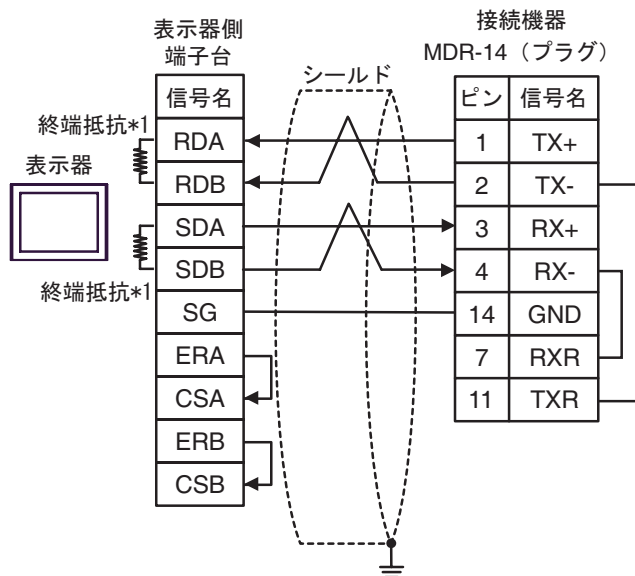 表示器側
端子台
接続機器
MDR-14（プラグ）
シールド
信号名
ピン 信号名
終端抵抗*1
表示器
終端抵抗*1
RDA 1 TX+
RDB 2 TX-
SDA 3 RX+
SDB 4 RX-
SG 14 GND
ERA 7 RXR
CSA 11 TXR
ERB
CSB